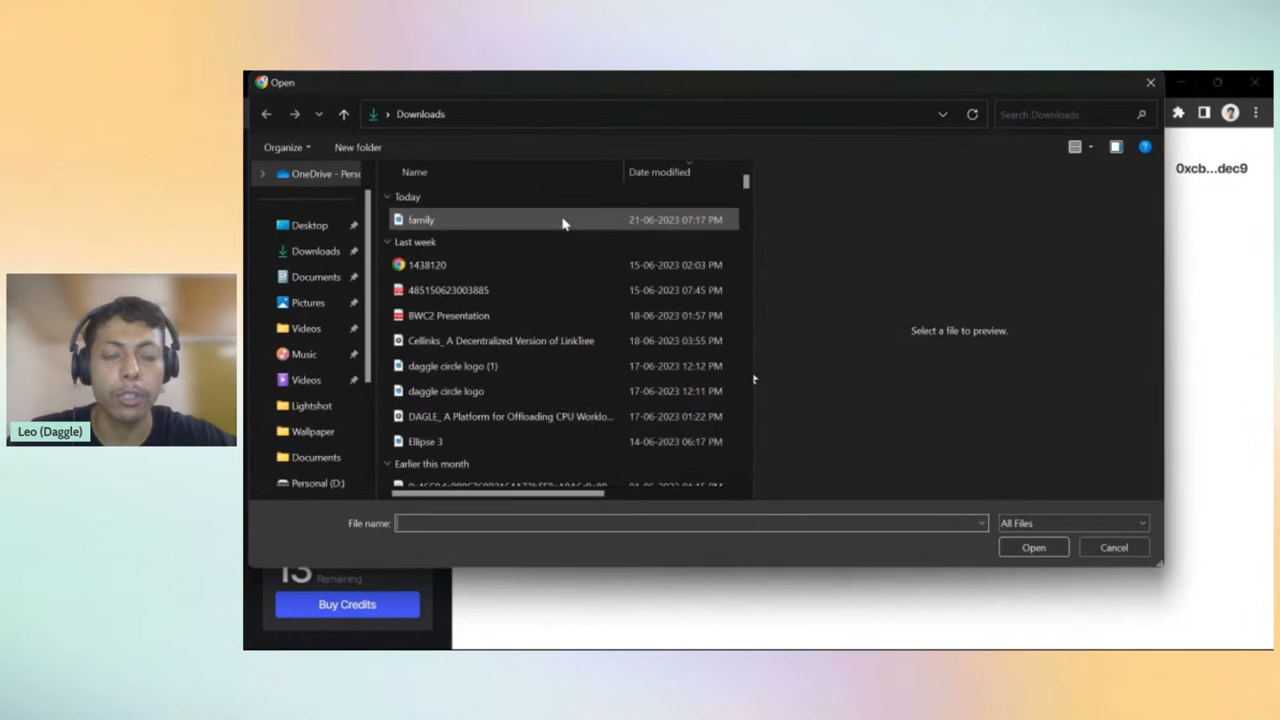 Open
Downloads
Search Downloads
Organize
New folder
0xcb...dec9
OneDrive - Perso
Name
Date modified
Today
family 21-06-2023 07:17 PM
Last week
1438120 15-06-2023 02:03 PM
485150623003885 15-06-2023 07:45 PM
BWC2 Presentation 18-06-2023 01:57 PM
Cellinks_ A Decentralized Version of LinkTree 18-06-2023 03:55 PM
daggle circle logo (1) 17-06-2023 12:12 PM
daggle circle logo 17-06-2023 12:11 PM
DAGLE_ A Platform for Offloading CPU Worklo... 17-06-2023 01:22 PM
Ellipse 3 14-06-2023 06:17 PM
Earlier this month
Desktop
Downloads
Documents
Pictures
Videos
Music
Videos
Lightshot
Wallpaper
Documents
Personal (D:)
Select a file to preview.
File name:
All Files
Open
Cancel
13 Remaining
Buy Credits
Leo (Daggle)